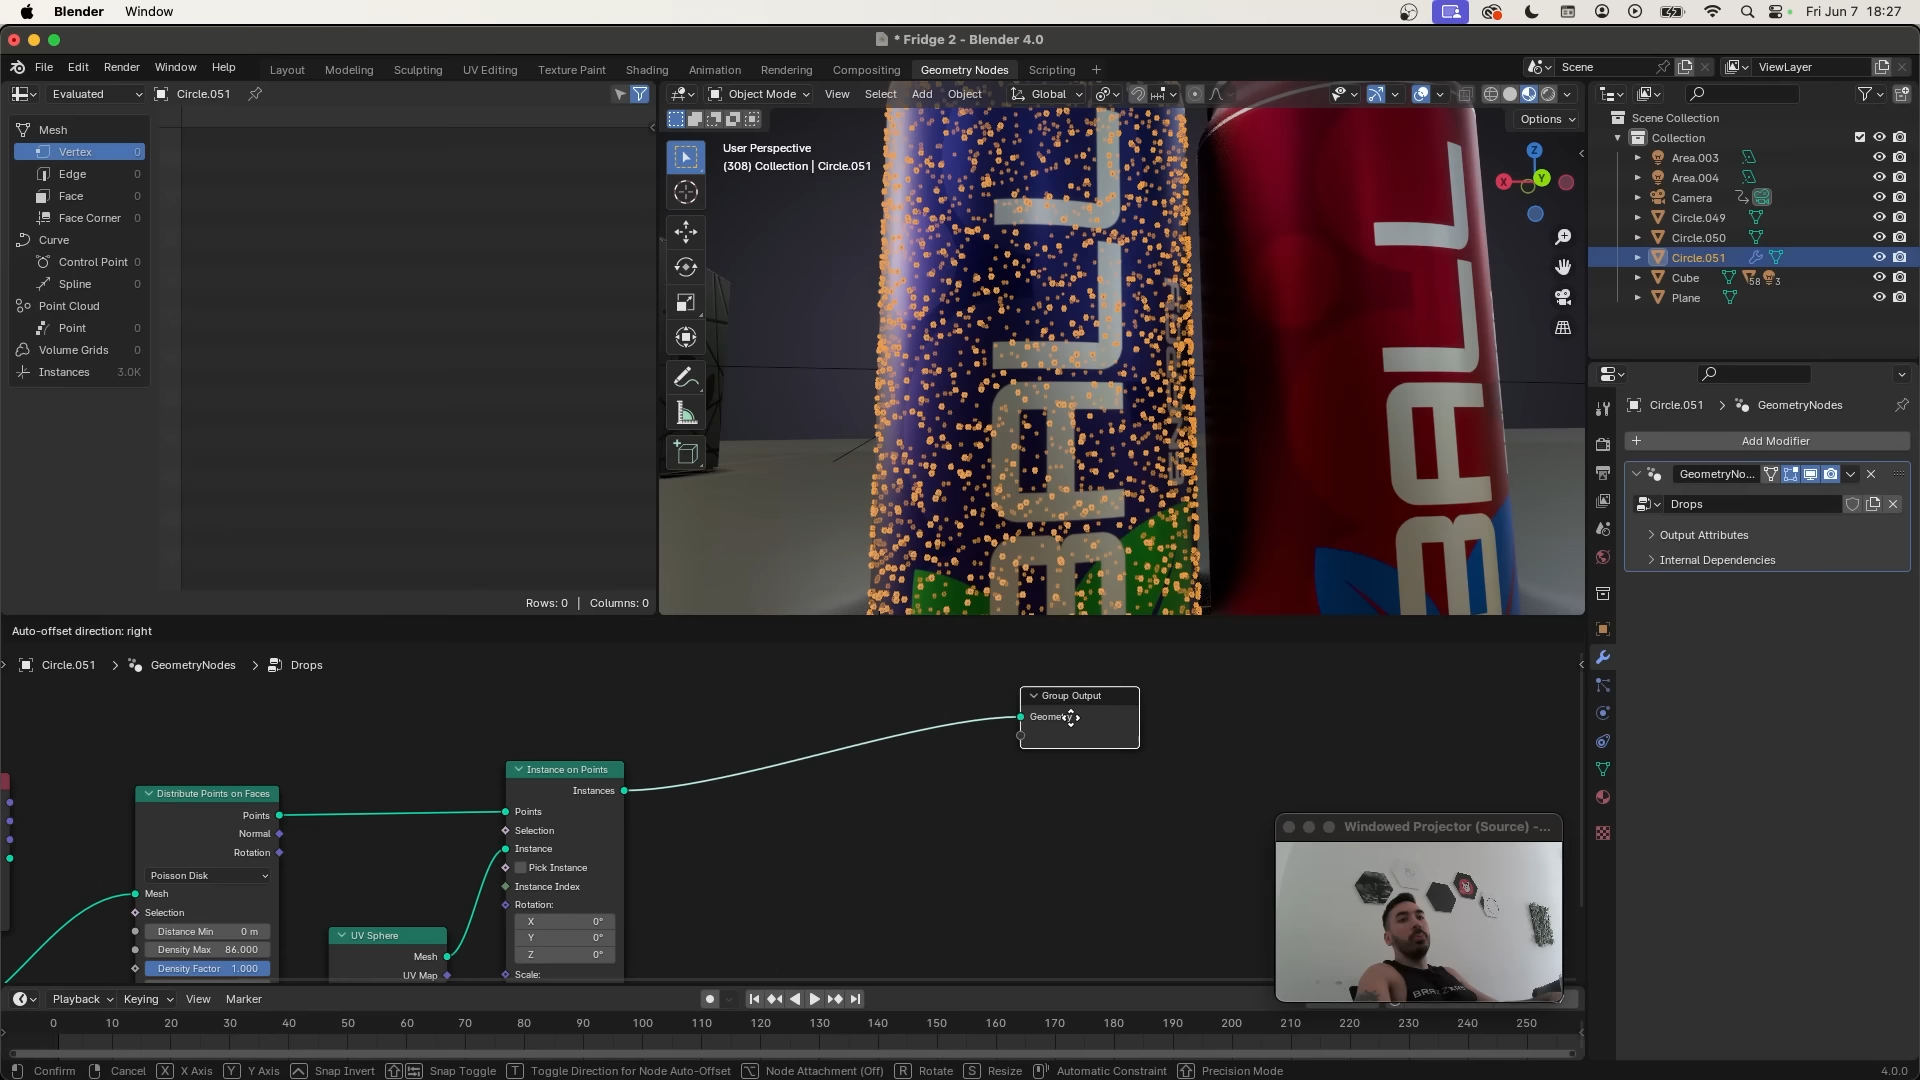 Blender Window Fri Jun 7 18:27
* Fridge 2 - Blender 4.0
File Edit Render Window Help Layout Modeling Sculpting UV Editing Texture Paint Shading Animation Rendering Compositing Geometry Nodes Scripting Scene ViewLayer
Evaluated Circle.051
Object Mode View Select Add Object Global
Options
Mesh
Vertex 0
Edge 0
Face 0
Face Corner 0
Curve
Control Point 0
Spline 0
Point Cloud
Point 0
Volume Grids 0
Instances 3.0K
Rows: 0 Columns: 0
User Perspective
(308) Collection | Circle.051
Z
X
Y
BALL
BALL
Scene Collection
Collection
Area.003
Area.004
Camera
Circle.049
Circle.050
Circle.051
Cube 58 3
Plane
Circle.051 GeometryNodes
Add Modifier
GeometryNo...
Drops
Output Attributes
Internal Dependencies
Auto-offset direction: right
Circle.051 GeometryNodes Drops
Group Output
Geometry
Distribute Points on Faces
Points
Normal
Rotation
Poisson Disk
Mesh
Selection
Distance Min 0 m
Density Max 86.000
Density Factor 1.000
UV Sphere
Mesh
UV Map
Instance on Points
Instances
Points
Selection
Instance
Pick Instance
Instance Index
Rotation:
X 0°
Y 0°
Z 0°
Scale:
Windowed Projector (Source) -...
Playback Keying View Marker
0 10 20 30 40 50 60 70 80 90 100 110 120 130 140 150 160 170 180 190 200 210 220 230 240 250
Confirm Cancel X X Axis Y Y Axis Snap Invert Snap Toggle T Toggle Direction for Node Auto-Offset Node Attachment (Off) R Rotate S Resize Automatic Constraint Precision Mode 4.0.0